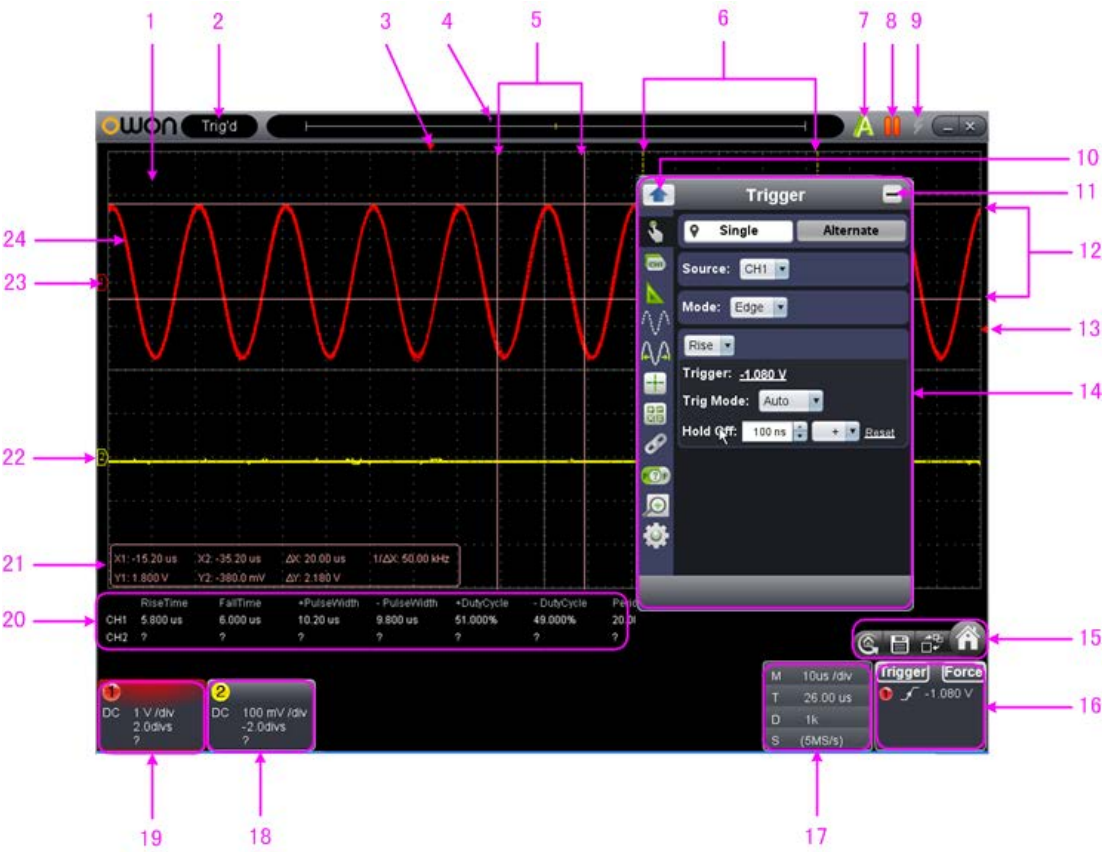 1 2 3 4 5 6 7 8 9
OWON Trig'd
10
Trigger
11
Single Alternate
24
12
Source: CH1
23
Mode: Edge
13
Rise
Trigger: -1.080 V
14
Trig Mode: Auto
Hold Off: 100 ns + Reset
22
2
21
X1: -15.20 us X2: -35.20 us ΔX: 20.00 us 1/ΔX: 50.00 kHz
Y1: 1.800 V Y2: -380.0 mV ΔY: 2.180 V
RiseTime FallTime +PulseWidth - PulseWidth +DutyCycle - DutyCycle
20
CH1 5.800 us 6.000 us 10.20 us 9.800 us 51.000% 49.000%
CH2 ? ? ? ? ? ? ?
15
1
DC 1 V /div
2.0divs
?
2
DC 100 mV /div
-2.0divs
?
M 10us /div
T 26.00 us
D 1k
S (5MS/s)
Trigger Force
1 -1.080 V
16
19 18 17